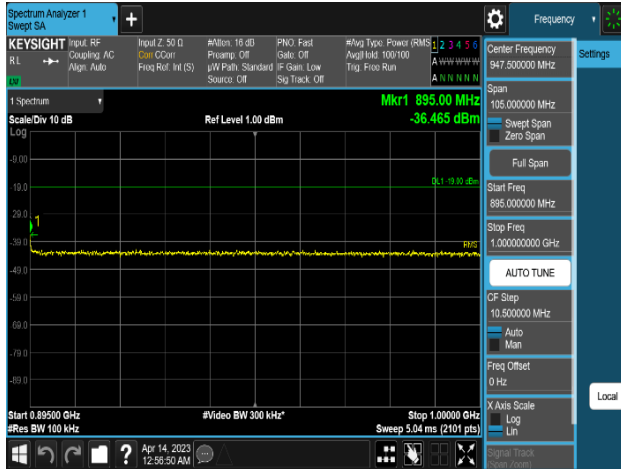 Spectrum Analyzer 1
Swept SA
+
Frequency
KEYSIGHT
RL
Input: RF
Coupling: AC
Align: Auto
Input Z: 50 Ω
Corr CCorr
Freq Ref: Int (S)
#Atten: 16 dB
Preamp: Off
µW Path: Standard
Source: Off
PNO: Fast
Gate: Off
IF Gain: Low
Sig Track: Off
#Avg Type: Power (RMS
Avg|Hold: 100/100
Trig: Free Run
1 2 3 4 5 6
A W W W W W
A N N N N N
1 Spectrum
Scale/Div 10 dB
Ref Level 1.00 dBm
Mkr1 895.00 MHz
-36.465 dBm
Log
-9.00
-19.0
-29.0
-39.0
-49.0
-59.0
-69.0
-79.0
-89.0
DL1 -19.00 dBm
1
RMS
Start 0.89500 GHz
#Res BW 100 kHz
#Video BW 300 kHz*
Stop 1.00000 GHz
Sweep 5.04 ms (2101 pts)
Center Frequency
947.500000 MHz
Settings
Span
105.000000 MHz
Swept Span
Zero Span
Full Span
Start Freq
895.000000 MHz
Stop Freq
1.000000000 GHz
AUTO TUNE
CF Step
10.500000 MHz
Auto
Man
Freq Offset
0 Hz
Local
X Axis Scale
Log
Lin
Signal Track
(Span Zoom)
?
Apr 14, 2023
12:56:50 AM